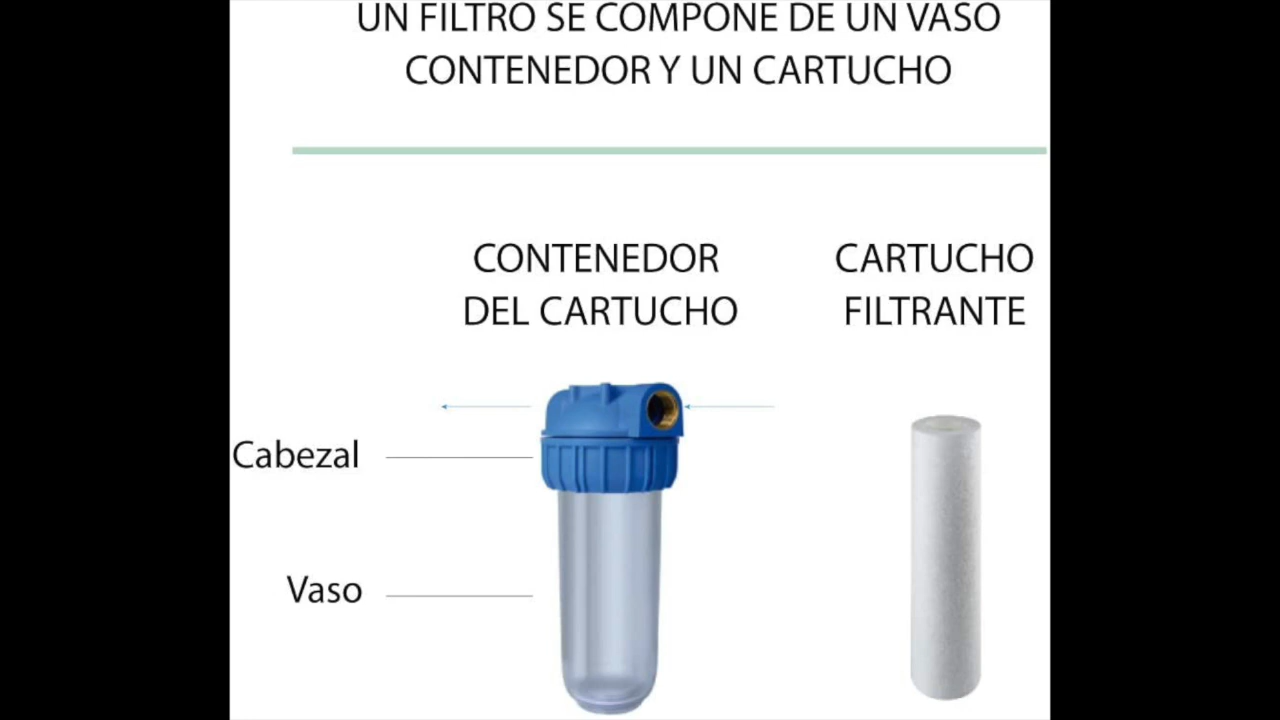 UN FILTRO SE COMPONE DE UN VASO
CONTENEDOR Y UN CARTUCHO
CONTENEDOR
DEL CARTUCHO
CARTUCHO
FILTRANTE
Cabezal
Vaso